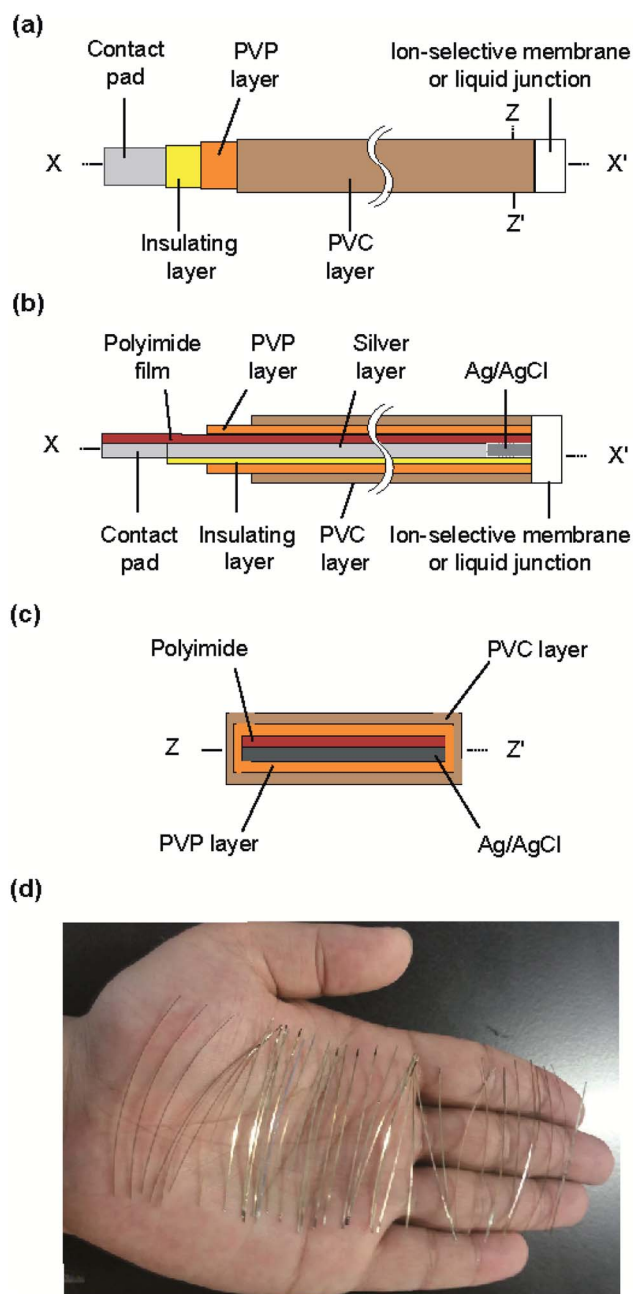 (a)
Contact
pad
PVP
layer
Ion-selective membrane
or liquid junction
Z
X
X'
Z'
Insulating
layer
PVC
layer
(b)
Polyimide
film
PVP
layer
Silver layer
Ag/AgCl
X
X'
Contact
pad
Insulating
layer
PVC
layer
Ion-selective membrane
or liquid junction
(c)
Polyimide
PVC layer
Z
Z'
PVP layer
Ag/AgCl
(d)